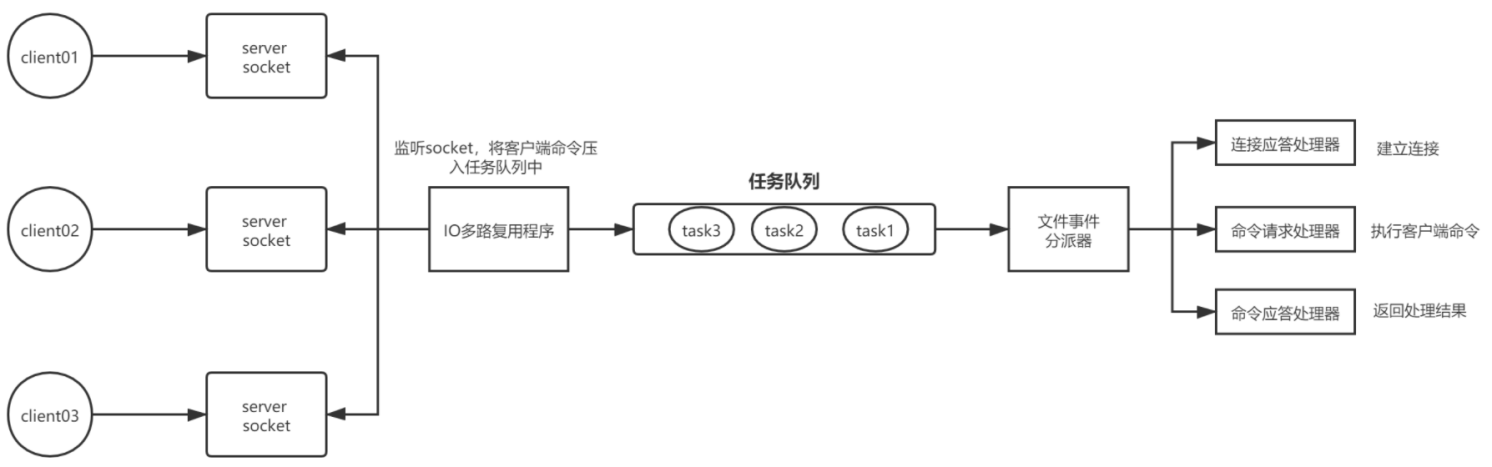 client01
server
socket
监听socket，将客户端命令压
入任务队列中
client02
server
socket
IO多路复用程序
任务队列
task3
task2
task1
文件事件
分派器
连接应答处理器
建立连接
命令请求处理器
执行客户端命令
命令应答处理器
返回处理结果
client03
server
socket